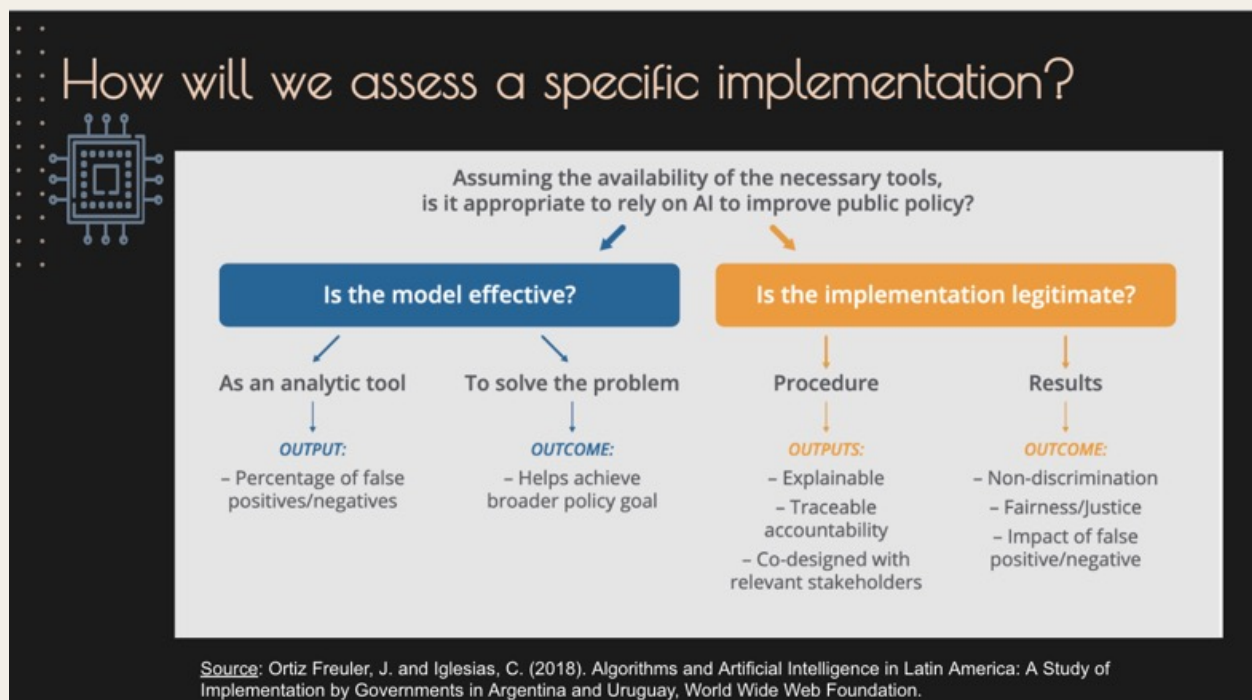 How will we assess a specific implementation?
Assuming the availability of the necessary tools,
is it appropriate to rely on AI to improve public policy?
Is the model effective?
Is the implementation legitimate?
As an analytic tool
To solve the problem
Procedure
Results
OUTPUT:
– Percentage of false
positives/negatives
OUTCOME:
– Helps achieve
broader policy goal
OUTPUTS:
– Explainable
– Traceable
accountability
– Co-designed with
relevant stakeholders
OUTCOME:
– Non-discrimination
– Fairness/Justice
– Impact of false
positive/negative
Source: Ortiz Freuler, J. and Iglesias, C. (2018). Algorithms and Artificial Intelligence in Latin America: A Study of
Implementation by Governments in Argentina and Uruguay, World Wide Web Foundation.